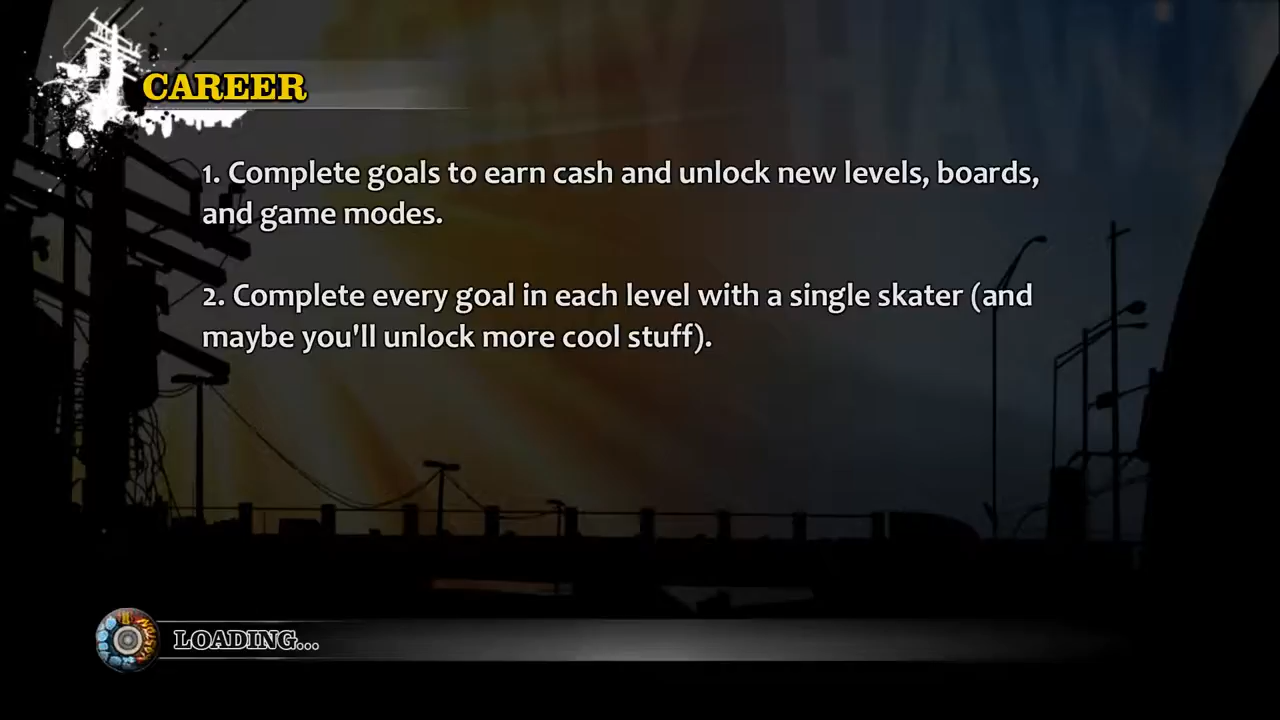 CAREER
1. Complete goals to earn cash and unlock new levels, boards,
and game modes.
2. Complete every goal in each level with a single skater (and
maybe you'll unlock more cool stuff).
LOADING...